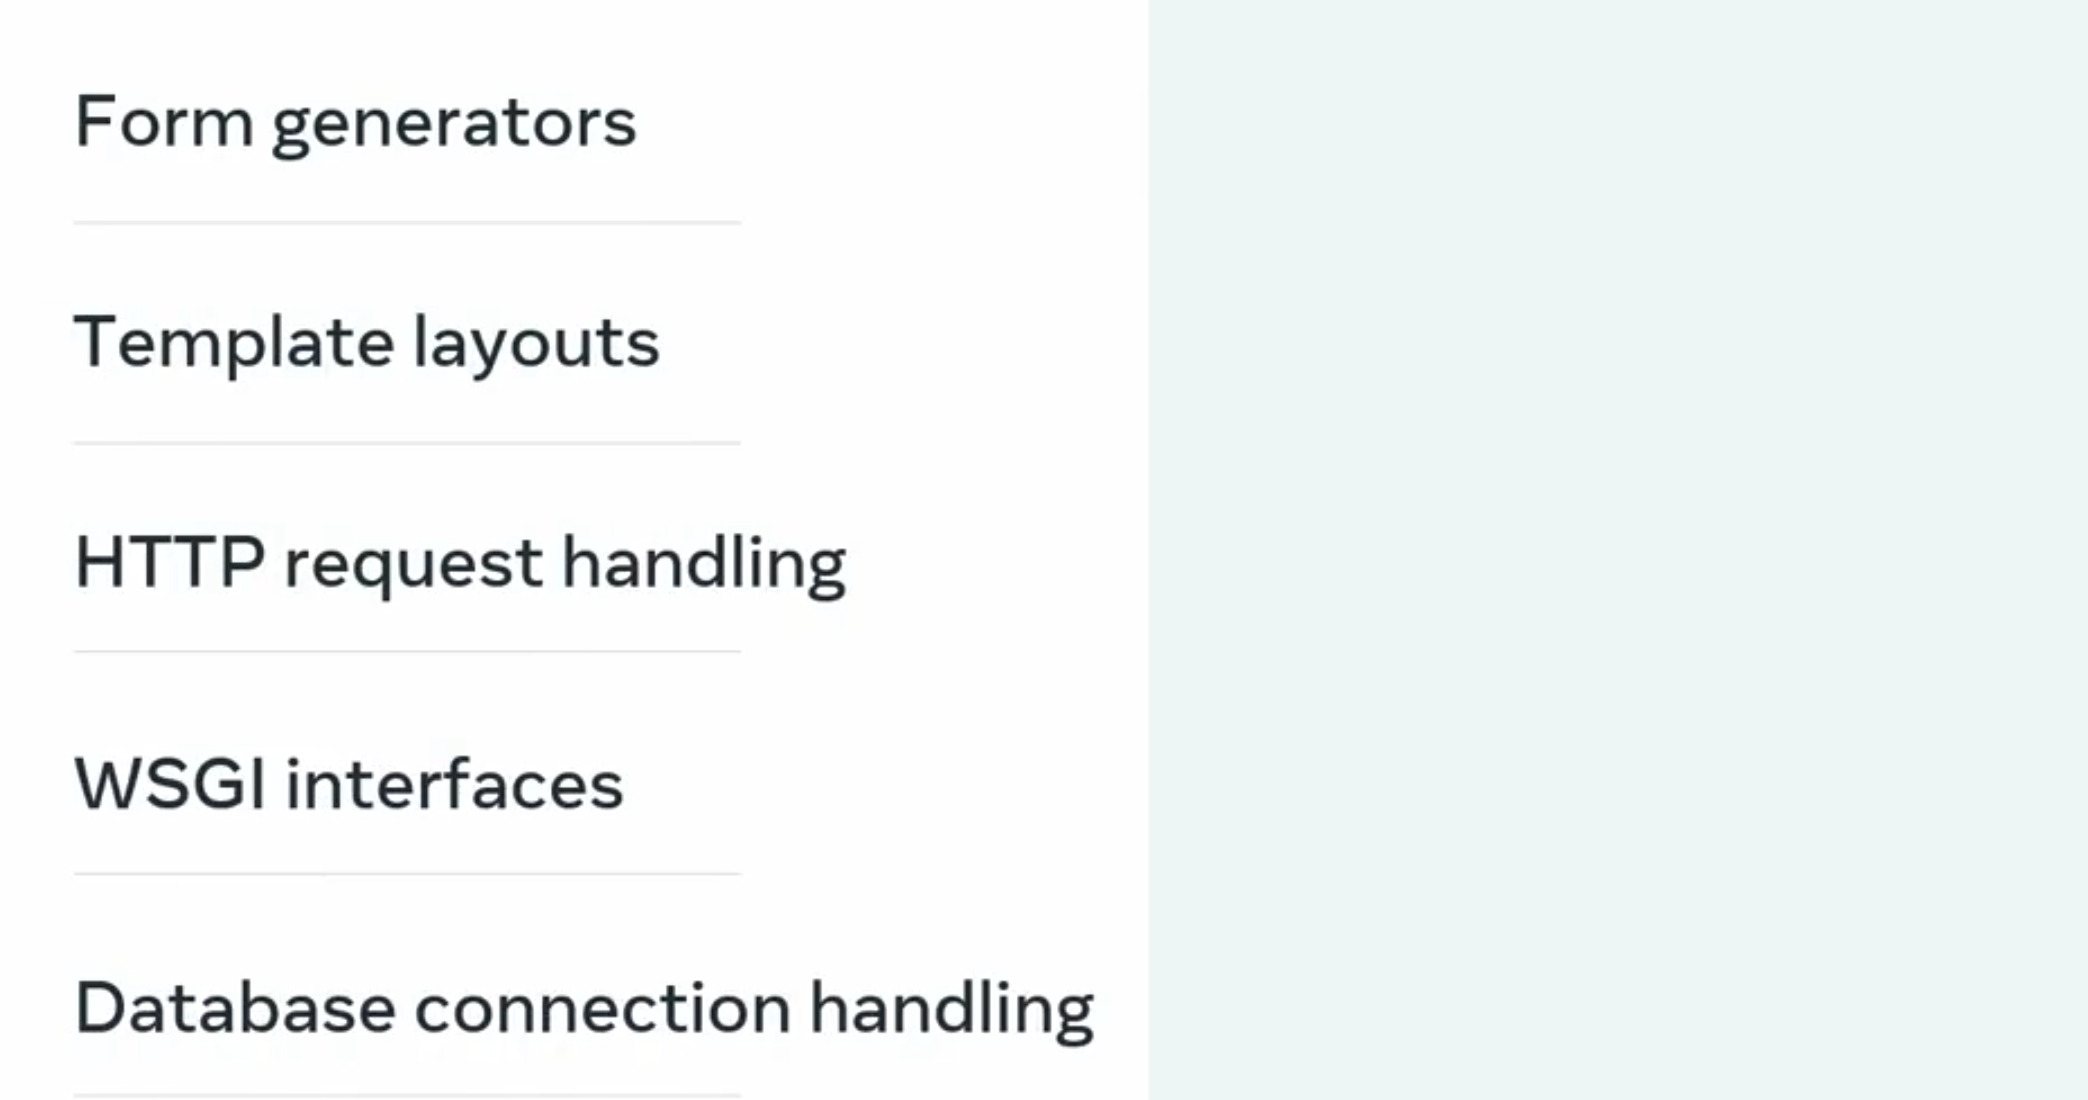 Form generators
Template layouts
HTTP request handling
WSGI interfaces
Database connection handling